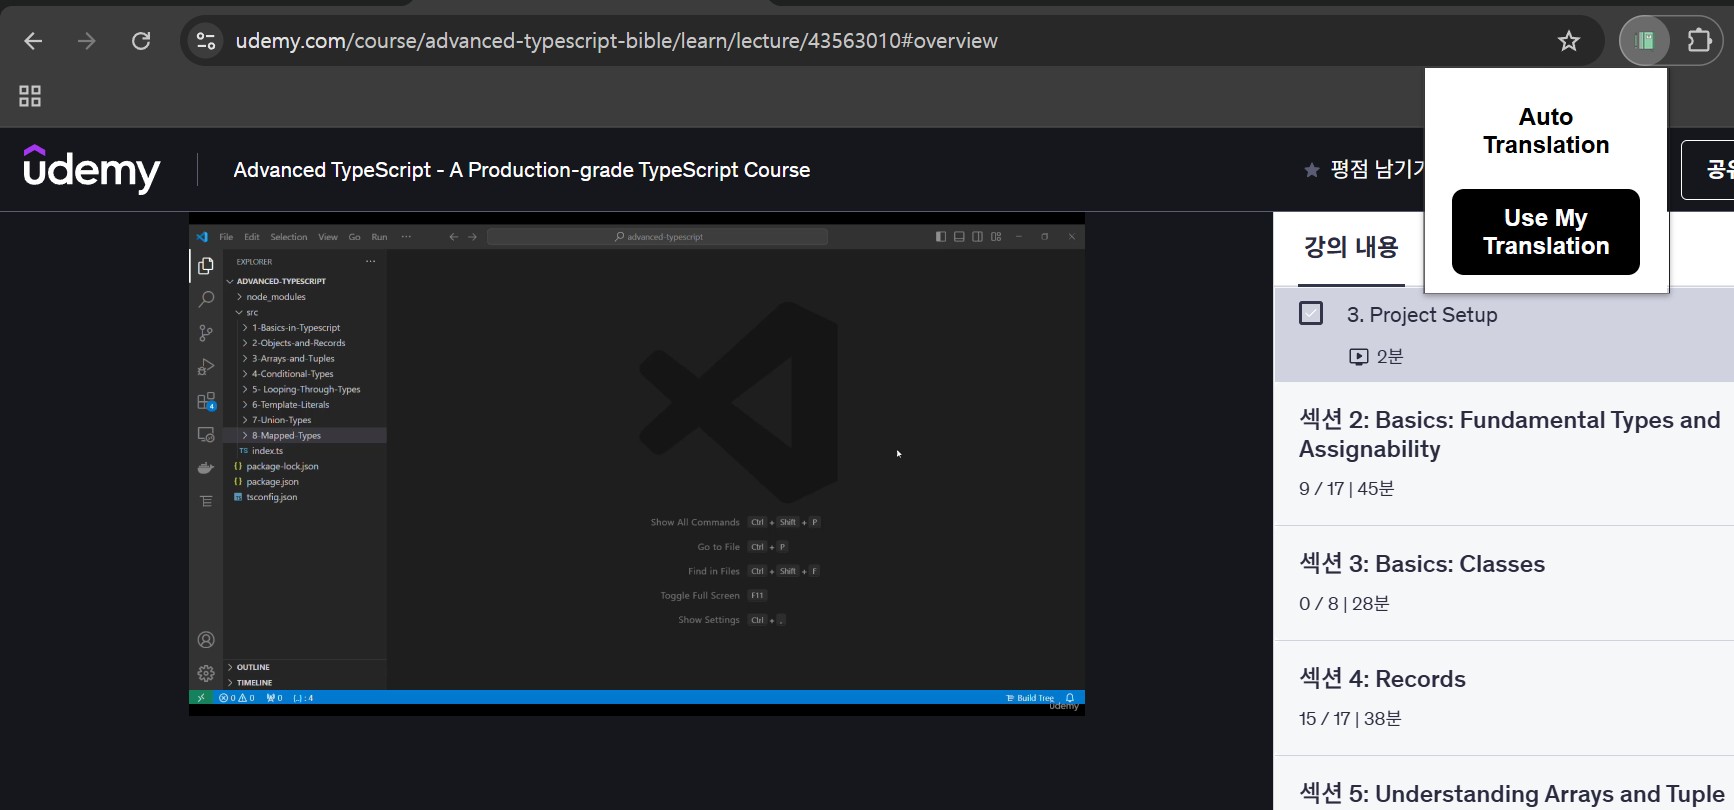 udemy.com/course/advanced-typescript-bible/learn/lecture/43563010#overview
Auto
Translation
Use My
Translation
udemy
Advanced TypeScript - A Production-grade TypeScript Course
평점 남기기
공유
File Edit Selection View Go Run ...
advanced-typescript
EXPLORER ...
ADVANCED-TYPESCRIPT
node_modules
src
1-Basics-in-Typescript
2-Objects-and-Records
3-Arrays-and-Tuples
4-Conditional-Types
5- Looping-Through-Types
6-Template-Literals
7-Union-Types
8-Mapped-Types
TS index.ts
{} package-lock.json
{} package.json
tsconfig.json
4
Show All Commands Ctrl + Shift + P
Go to File Ctrl + P
Find in Files Ctrl + Shift + F
Toggle Full Screen F11
Show Settings Ctrl + ,
OUTLINE
TIMELINE
0 0 0 {..} : 4
Build Tree
udemy
강의 내용
3. Project Setup
2분
섹션 2: Basics: Fundamental Types and
Assignability
9 / 17 | 45분
섹션 3: Basics: Classes
0 / 8 | 28분
섹션 4: Records
15 / 17 | 38분
섹션 5: Understanding Arrays and Tuple